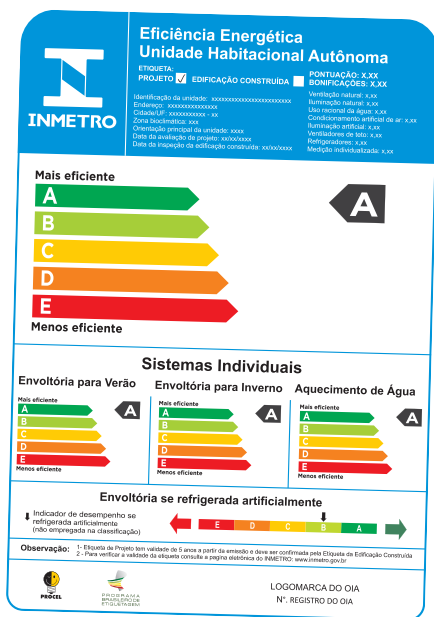 Eficiência Energética
Unidade Habitacional Autônoma
ETIQUETA:
PROJETO ✓ EDIFICAÇÃO CONSTRUÍDA
PONTUAÇÃO: X,XX
BONIFICAÇÕES: X,XX
INMETRO
Identificação da unidade: xxxxxxxxxxxxxxxxxxxxxxxx
Endereço: xxxxxxxxxxxxxxx
Cidade/UF: xxxxxxxxxxx - xx
Zona bioclimática: xxx
Orientação principal da unidade: xxxx
Data da avaliação de projeto: xx/xx/xxxx
Data da inspeção da edificação construída: xx/xx/xxxx
Ventilação natural: x,xx
Iluminação natural: x,xx
Uso racional da água: x,xx
Condicionamento artificial de ar: x,xx
Iluminação artificial: x,xx
Ventiladores de teto: x,xx
Refrigeradores: x,xx
Medição individualizada: x,xx
Mais eficiente
A
B
C
D
E
Menos eficiente
A
Sistemas Individuais
Envoltória para Verão
Mais eficiente
A
B
C
D
E
Menos eficiente
A
Envoltória para Inverno
Mais eficiente
A
B
C
D
E
Menos eficiente
A
Aquecimento de Água
Mais eficiente
A
B
C
D
E
Menos eficiente
A
Envoltória se refrigerada artificialmente
Indicador de desempenho se
refrigerada artificialmente
(não empregada na classificação)
E D C B A
Observação:
1- Etiqueta de Projeto tem validade de 5 anos a partir da emissão e deve ser confirmada pela Etiqueta de Edificação Construída
2 - Para verificar a validade da etiqueta consulte a pagina eletrônica do INMETRO: www.inmetro.gov.br
PROCEL
PROGRAMA
BRASILEIRO DE
ETIQUETAGEM
LOGOMARCA DO OIA
N°. REGISTRO DO OIA